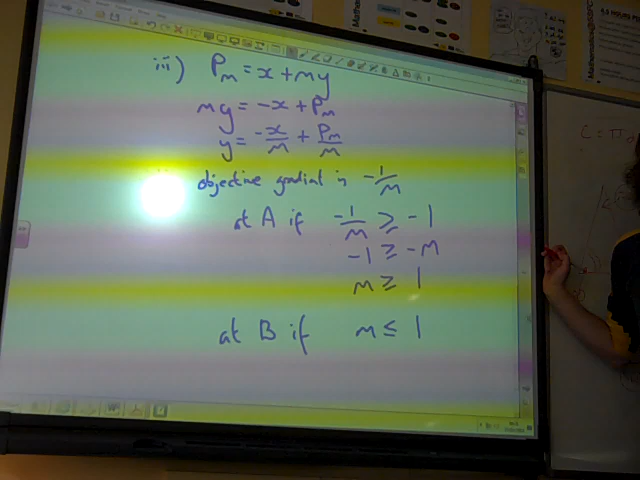 iii) Pm = x + my
my = -x + Pm
y = -x/m + Pm/m
objective gradient is -1/m
at A if -1/m ≥ -1
-1 ≥ -m
m ≥ 1
at B if m ≤ 1
C = π